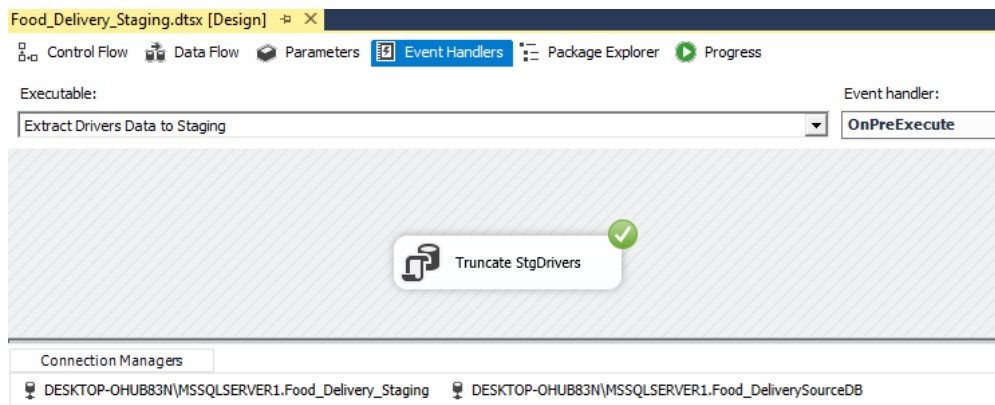 Food_Delivery_Staging.dtsx [Design]
Control Flow Data Flow Parameters Event Handlers Package Explorer Progress
Executable: Event handler:
Extract Drivers Data to Staging OnPreExecute
Truncate StgDrivers
Connection Managers
DESKTOP-OHUB83N\MSSQLSERVER1.Food_Delivery_Staging DESKTOP-OHUB83N\MSSQLSERVER1.Food_DeliverySourceDB